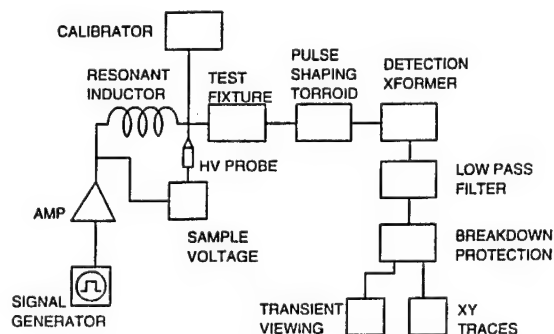 CALIBRATOR
RESONANT
INDUCTOR
TEST
FIXTURE
PULSE
SHAPING
TORROID
DETECTION
XFORMER
HV PROBE
LOW PASS
FILTER
AMP
SAMPLE
VOLTAGE
BREAKDOWN
PROTECTION
SIGNAL
GENERATOR
TRANSIENT
VIEWING
XY
TRACES